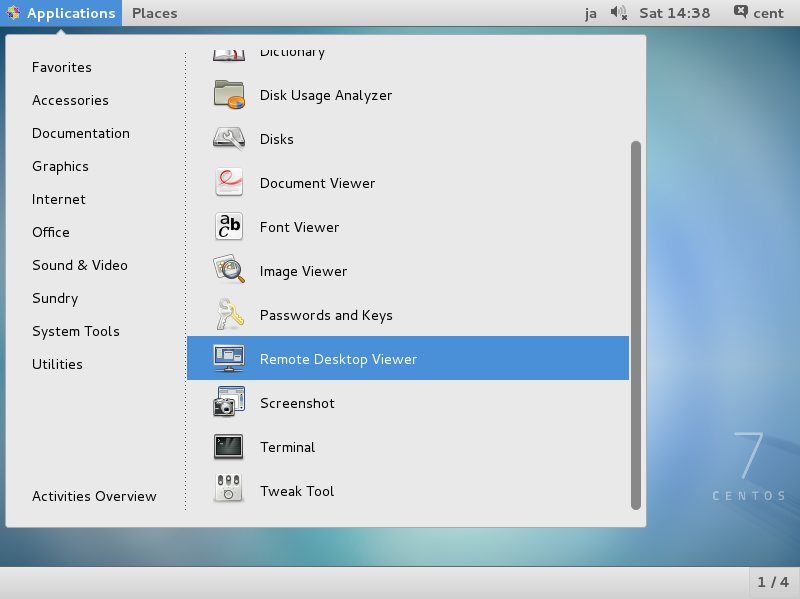 Applications Places ja Sat 14:38 cent
Favorites
Accessories
Documentation
Graphics
Internet
Office
Sound & Video
Sundry
System Tools
Utilities
Activities Overview
Dictionary
Disk Usage Analyzer
Disks
Document Viewer
Font Viewer
Image Viewer
Passwords and Keys
Remote Desktop Viewer
Screenshot
Terminal
Tweak Tool
7
CENTOS
1 / 4